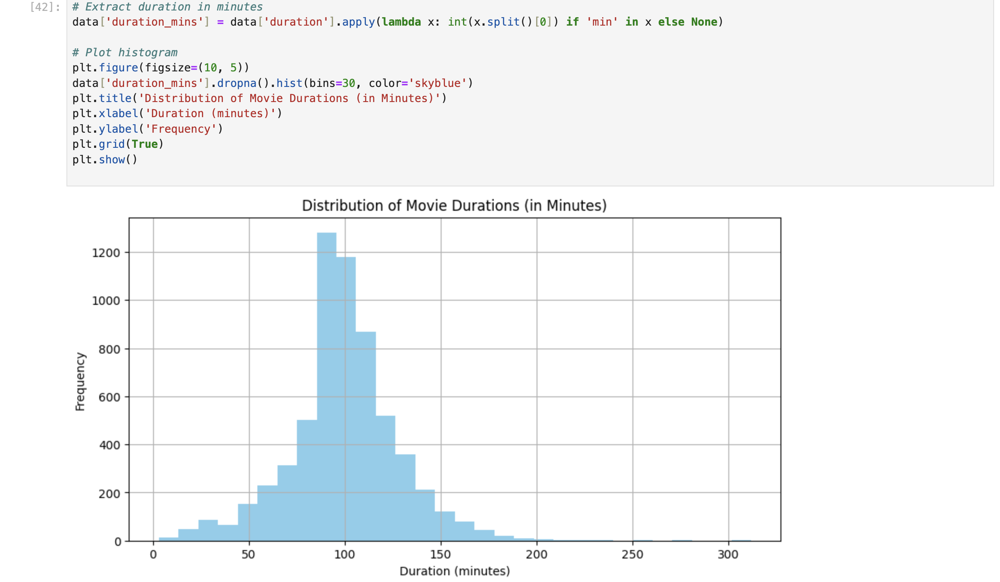 [42]:
# Extract duration in minutes
data['duration_mins'] = data['duration'].apply(lambda x: int(x.split()[0]) if 'min' in x else None)
# Plot histogram
plt.figure(figsize=(10, 5))
data['duration_mins'].dropna().hist(bins=30, color='skyblue')
plt.title('Distribution of Movie Durations (in Minutes)')
plt.xlabel('Duration (minutes)')
plt.ylabel('Frequency')
plt.grid(True)
plt.show()
Distribution of Movie Durations (in Minutes)
1200
1000
800
600
400
200
0
Frequency
0 50 100 150 200 250 300
Duration (minutes)